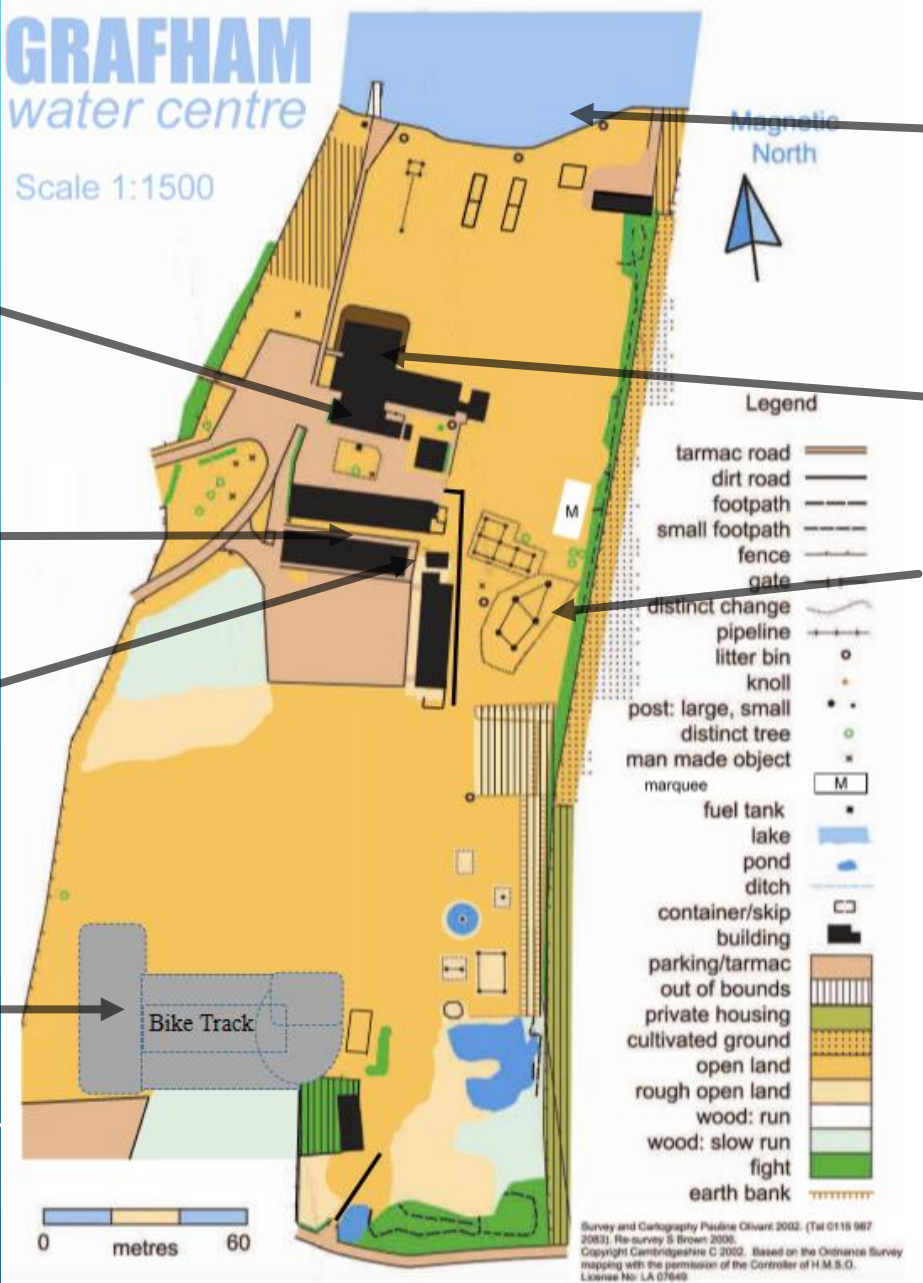 GRAFHAM
water centre
Scale 1:1500
Magnetic
North
M
Legend
tarmac road
dirt road
footpath
small footpath
fence
gate
distinct change
pipeline
litter bin
knoll
post: large, small
distinct tree
man made object
marquee M
fuel tank
lake
pond
ditch
container/skip
building
parking/tarmac
out of bounds
private housing
cultivated ground
open land
rough open land
wood: run
wood: slow run
fight
earth bank
Bike Track
0 metres 60
Survey and Cartography Pauline Olivant 2002. (Tel 0115 987
2083). Re-survey S Brown 2006.
Copyright Cambridgeshire C 2002. Based on the Ordnance Survey
mapping with the permission of the Controller of H.M.S.O.
License No: LA 07649